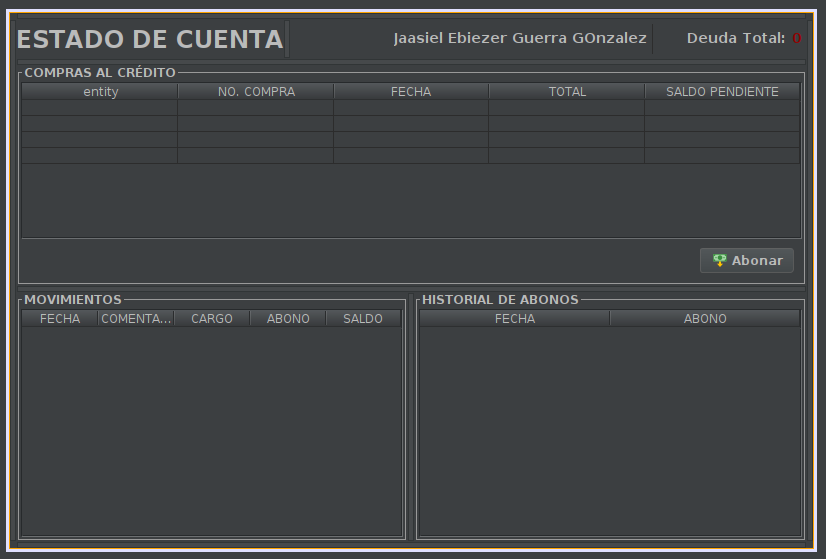 ESTADO DE CUENTA Jaasiel Ebiezer Guerra GOnzalez Deuda Total: 0
COMPRAS AL CRÉDITO
entity NO. COMPRA FECHA TOTAL SALDO PENDIENTE
Abonar
MOVIMIENTOS
FECHA COMENTA... CARGO ABONO SALDO
HISTORIAL DE ABONOS
FECHA ABONO